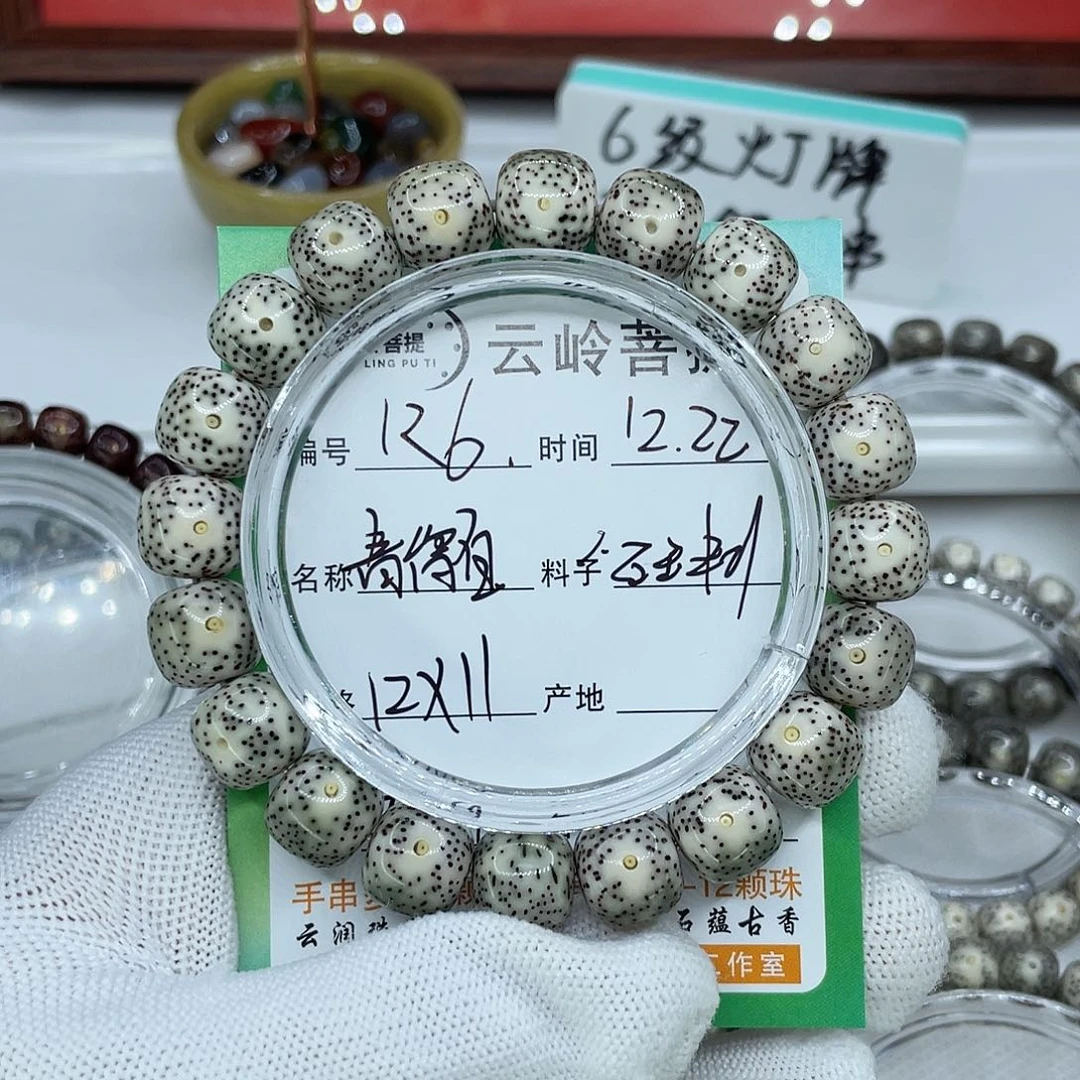 6级灯牌
串
菩提 云岭菩提
LING PU TI
编号 126. 时间 12.22
名称 料子
12X11 产地
手串 -12颗珠
云润珠 石蕴古香
工作室